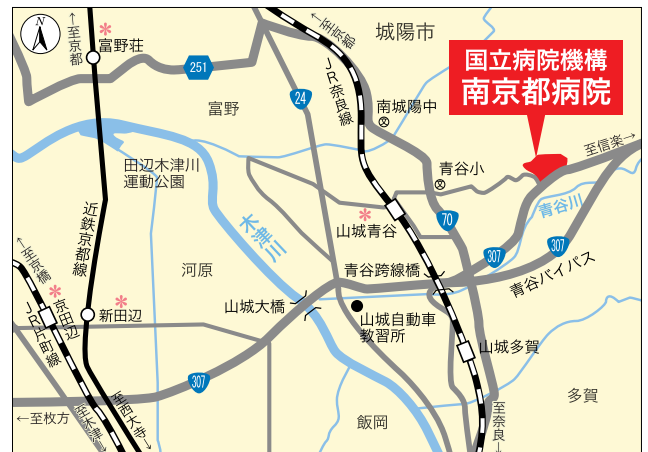 N
←至京都
＊
富野荘
251
←至京都
城陽市
国立病院機構
南京都病院
JR奈良線
24
富野
南城陽中
文
至信楽→
田辺木津川
運動公園
青谷小
文
近鉄京都線
木津川
＊
山城青谷
70
青谷川
307
307
←至京橋
河原
青谷跨線橋
青谷バイパス
＊
京田辺
JR片町線
＊
新田辺
山城大橋
山城自動車
教習所
山城多賀
307
多賀
←至枚方
至木津→
至西大寺→
飯岡
至奈良→